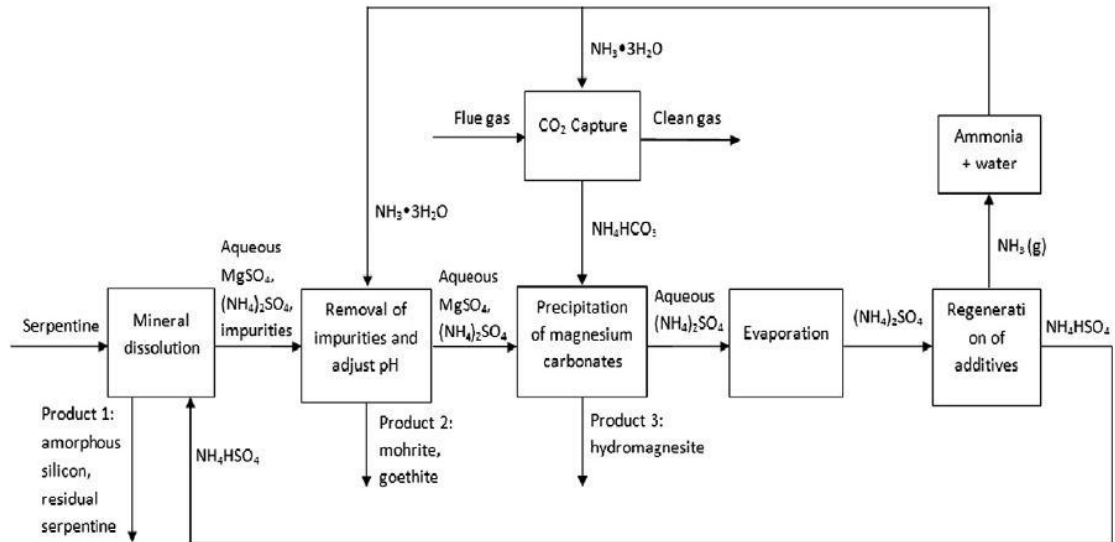 NH₃•3H₂O
Flue gas
CO₂ Capture
Clean gas
Ammonia
+ water
NH₃•3H₂O
NH₄HCO₃
NH₃(g)
Serpentine
Mineral
dissolution
Aqueous
MgSO₄,
(NH₄)₂SO₄,
impurities
Removal of
impurities and
adjust pH
Aqueous
MgSO₄,
(NH₄)₂SO₄
Precipitation
of magnesium
carbonates
Aqueous
(NH₄)₂SO₄
Evaporation
(NH₄)₂SO₄
Regenerati
on of
additives
NH₄HSO₄
Product 1:
amorphous
silicon,
residual
serpentine
NH₄HSO₄
Product 2:
mohrite,
goethite
Product 3:
hydromagnesite